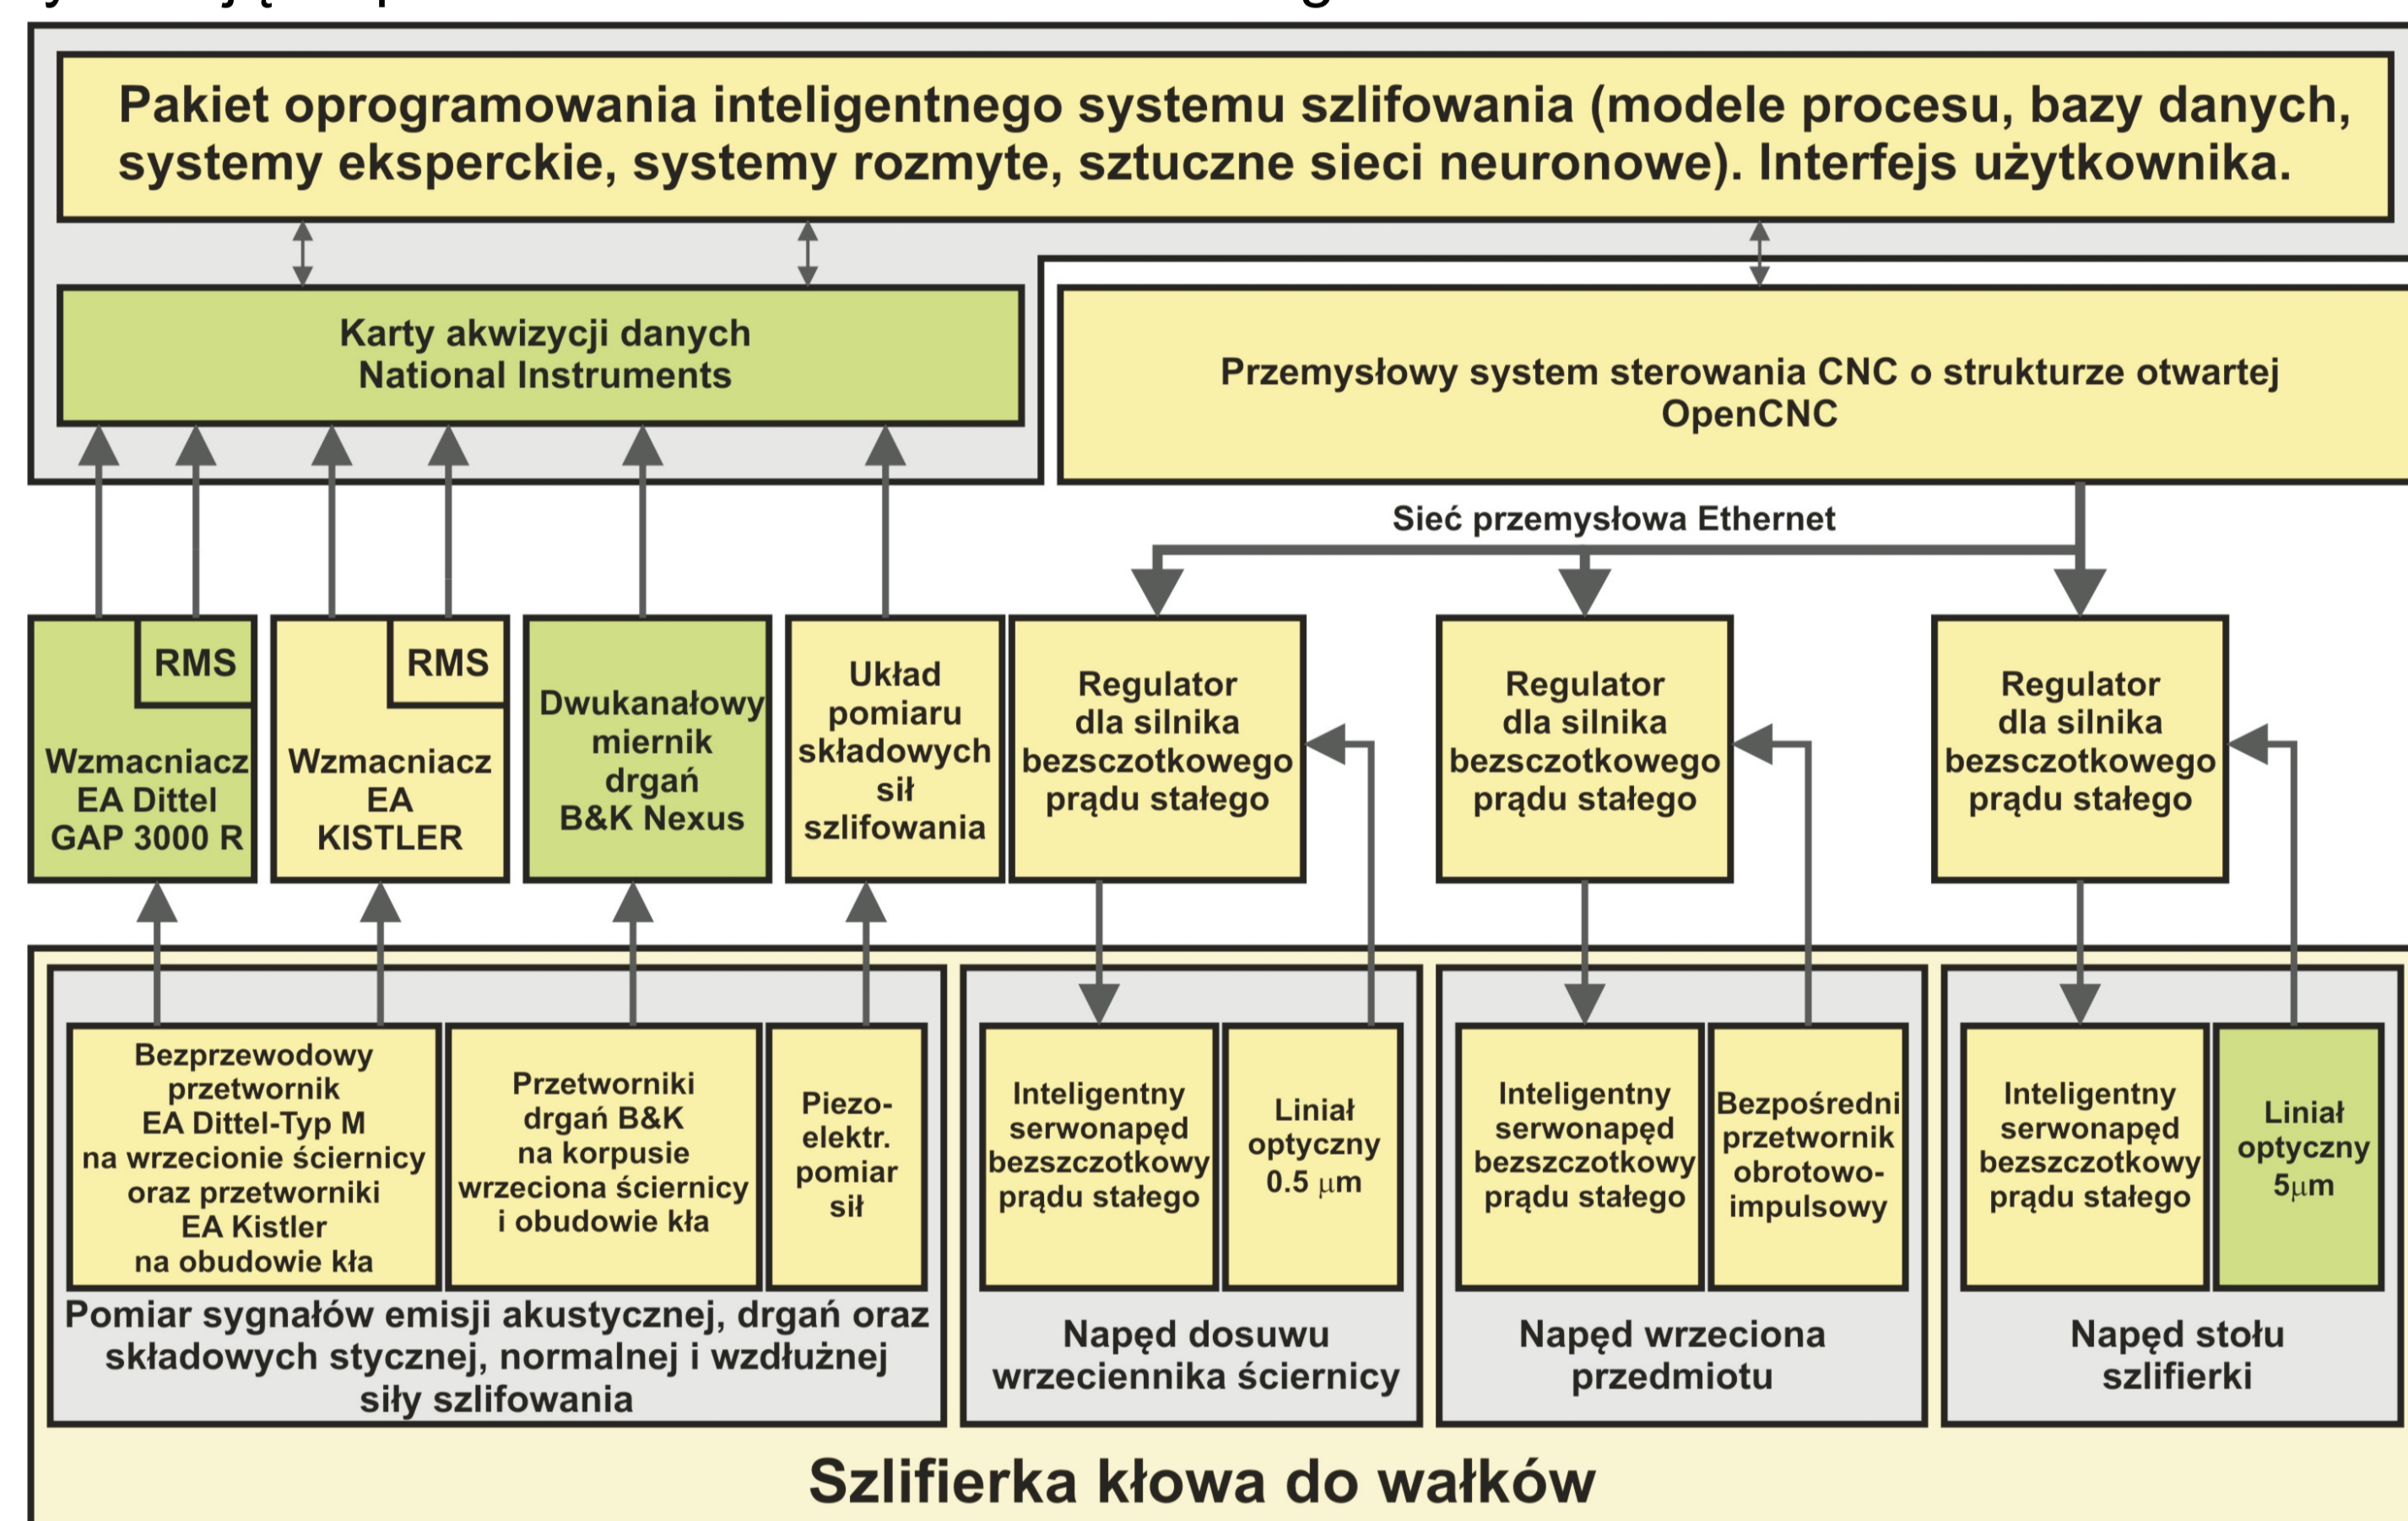 Pakiet oprogramowania inteligentnego systemu szlifowania (modele procesu, bazy danych,
systemy eksperckie, systemy rozmyte, sztuczne sieci neuronowe). Interfejs użytkownika.
Karty akwizycji danych
National Instruments
Przemysłowy system sterowania CNC o strukturze otwartej
OpenCNC
Sieć przemysłowa Ethernet
RMS
Wzmacniacz
EA Dittel
GAP 3000 R
RMS
Wzmacniacz
EA
KISTLER
Dwukanałowy
miernik
drgań
B&K Nexus
Układ
pomiaru
składowych
sił
szlifowania
Regulator
dla silnika
bezsczotkowego
prądu stałego
Regulator
dla silnika
bezsczotkowego
prądu stałego
Regulator
dla silnika
bezsczotkowego
prądu stałego
Bezprzewodowy
przetwornik
EA Dittel-Typ M
na wrzecionie ściernicy
oraz przetworniki
EA Kistler
na obudowie kła
Przetworniki
drgań B&K
na korpusie
wrzeciona ściernicy
i obudowie kła
Piezo-
elektr.
pomiar
sił
Pomiar sygnałów emisji akustycznej, drgań oraz
składowych stycznej, normalnej i wzdłużnej
siły szlifowania
Inteligentny
serwonapęd
bezszczotkowy
prądu stałego
Liniał
optyczny
0.5 μm
Napęd dosuwu
wrzeciennika ściernicy
Inteligentny
serwonapęd
bezszczotkowy
prądu stałego
Bezpośredni
przetwornik
obrotowo-
impulsowy
Napęd wrzeciona
przedmiotu
Inteligentny
serwonapęd
bezszczotkowy
prądu stałego
Liniał
optyczny
5μm
Napęd stołu
szlifierki
Szlifierka kłowa do wałków